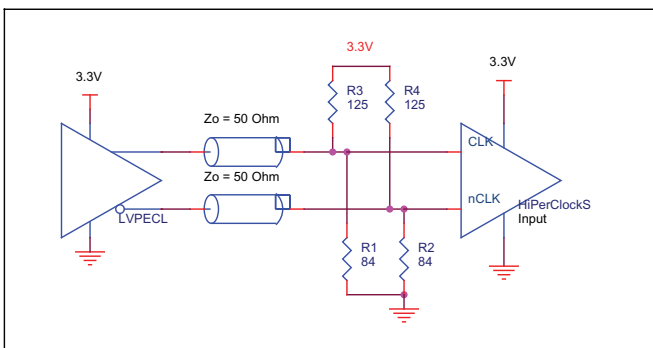 3.3V
3.3V
3.3V
R3
125
R4
125
Zo = 50 Ohm
CLK
Zo = 50 Ohm
nCLK
HiPerClockS
Input
LVPECL
R1
84
R2
84